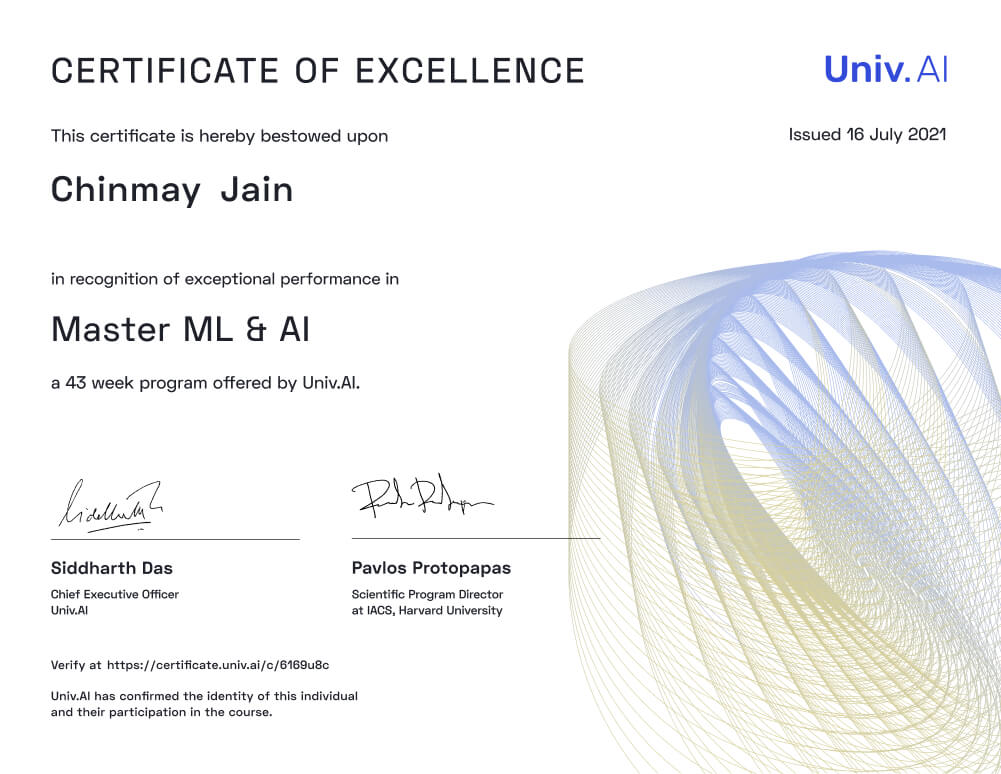 CERTIFICATE OF EXCELLENCE
Univ.AI
This certificate is hereby bestowed upon
Issued 16 July 2021
Chinmay Jain
in recognition of exceptional performance in
Master ML & AI
a 43 week program offered by Univ.AI.
Siddharth Das
Chief Executive Officer
Univ.AI
Pavlos Protopapas
Scientific Program Director
at IACS, Harvard University
Verify at https://certificate.univ.ai/c/6169u8c
Univ.AI has confirmed the identity of this individual
and their participation in the course.